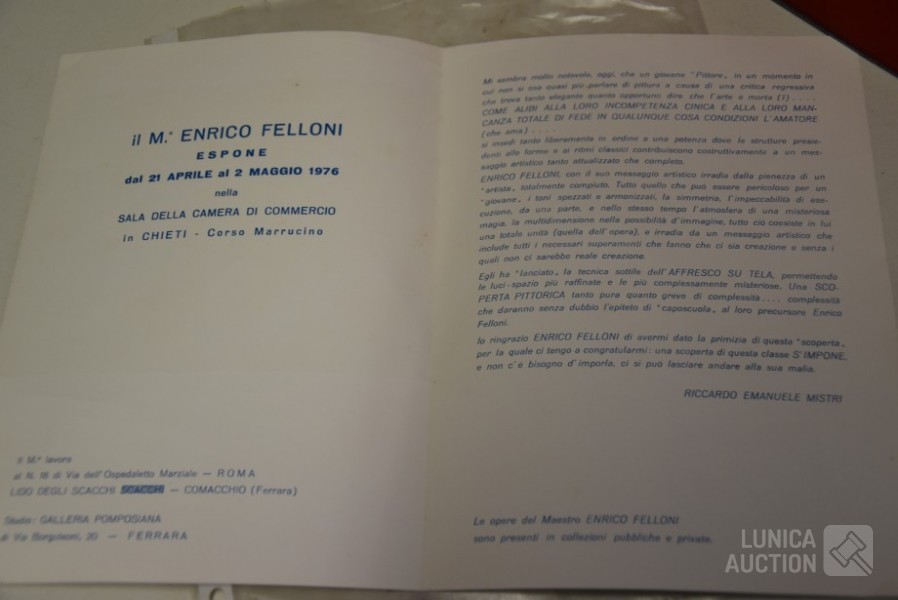 il M.° ENRICO FELLONI
ESPONE
dal 21 APRILE al 2 MAGGIO 1976
nella
SALA DELLA CAMERA DI COMMERCIO
in CHIETI - Corso Marrucino
il M.° lavora
al N. 18 di Via dell'Ospedaletto Marziale — ROMA
LIDO DEGLI SCACCHI SCACCHI — COMACCHIO (Ferrara)
Studio: GALLERIA POMPOSIANA
di Via Borgoleoni, 20 — FERRARA
Mi sembra molto notevole, oggi, che un giovane "Pittore, in un momento in
cui non si osa quasi più parlare di pittura a causa di una critica regressiva
che trova tanto elegante quanto opportuno dire che l'arte è morta (!) ....
COME ALIBI ALLA LORO INCOMPETENZA CINICA E ALLA LORO MAN-
CANZA TOTALE DI FEDE IN QUALUNQUE COSA CONDIZIONI L'AMATORE
(che ama) ....
si insedi tanto liberamente in ordine a una potenza dove le strutture presie-
denti alle forme e ai ritmi classici contribuiscono costruttivamente a un mes-
saggio artistico tanto attualizzato che completo.
ENRICO FELLONI, con il suo messaggio artistico irradia dalla pienezza di un
"artista, totalmente compiuto. Tutto quello che può essere pericoloso per un
"giovane, i toni spezzati e armonizzati, la simmetria, l'impeccabilità di ese-
cuzione, da una parte, e nello stesso tempo l'atmosfera di una misteriosa
magia, la multidimensione nella possibilità d'immagine, tutto ciò coesiste in lui
una totale unità (quella dell'opera), e irradia da un messaggio artistico che
include tutti i necessari superamenti che fanno che ci sia creazione e senza i
quali non ci sarebbe reale creazione.
Egli ha "lanciato, la tecnica sottile dell'AFFRESCO SU TELA, permettendo
le luci-spazio più raffinate e le più complessamente misteriose. Una SCO-
PERTA PITTORICA tanto pura quanto greve di complessità .... complessità
che daranno senza dubbio l'epiteto di "caposcuola, al loro precursore Enrico
Felloni.
Io ringrazio ENRICO FELLONI di avermi dato la primizia di questa "scoperta,
per la quale ci tengo a congratularmi: una scoperta di questa classe S'IMPONE,
e non c'è bisogno d'imporla, ci si può lasciare andare alla sua malia.
RICCARDO EMANUELE MISTRI
Le opere del Maestro ENRICO FELLONI
sono presenti in collezioni pubbliche e private.
LUNICA
AUCTION